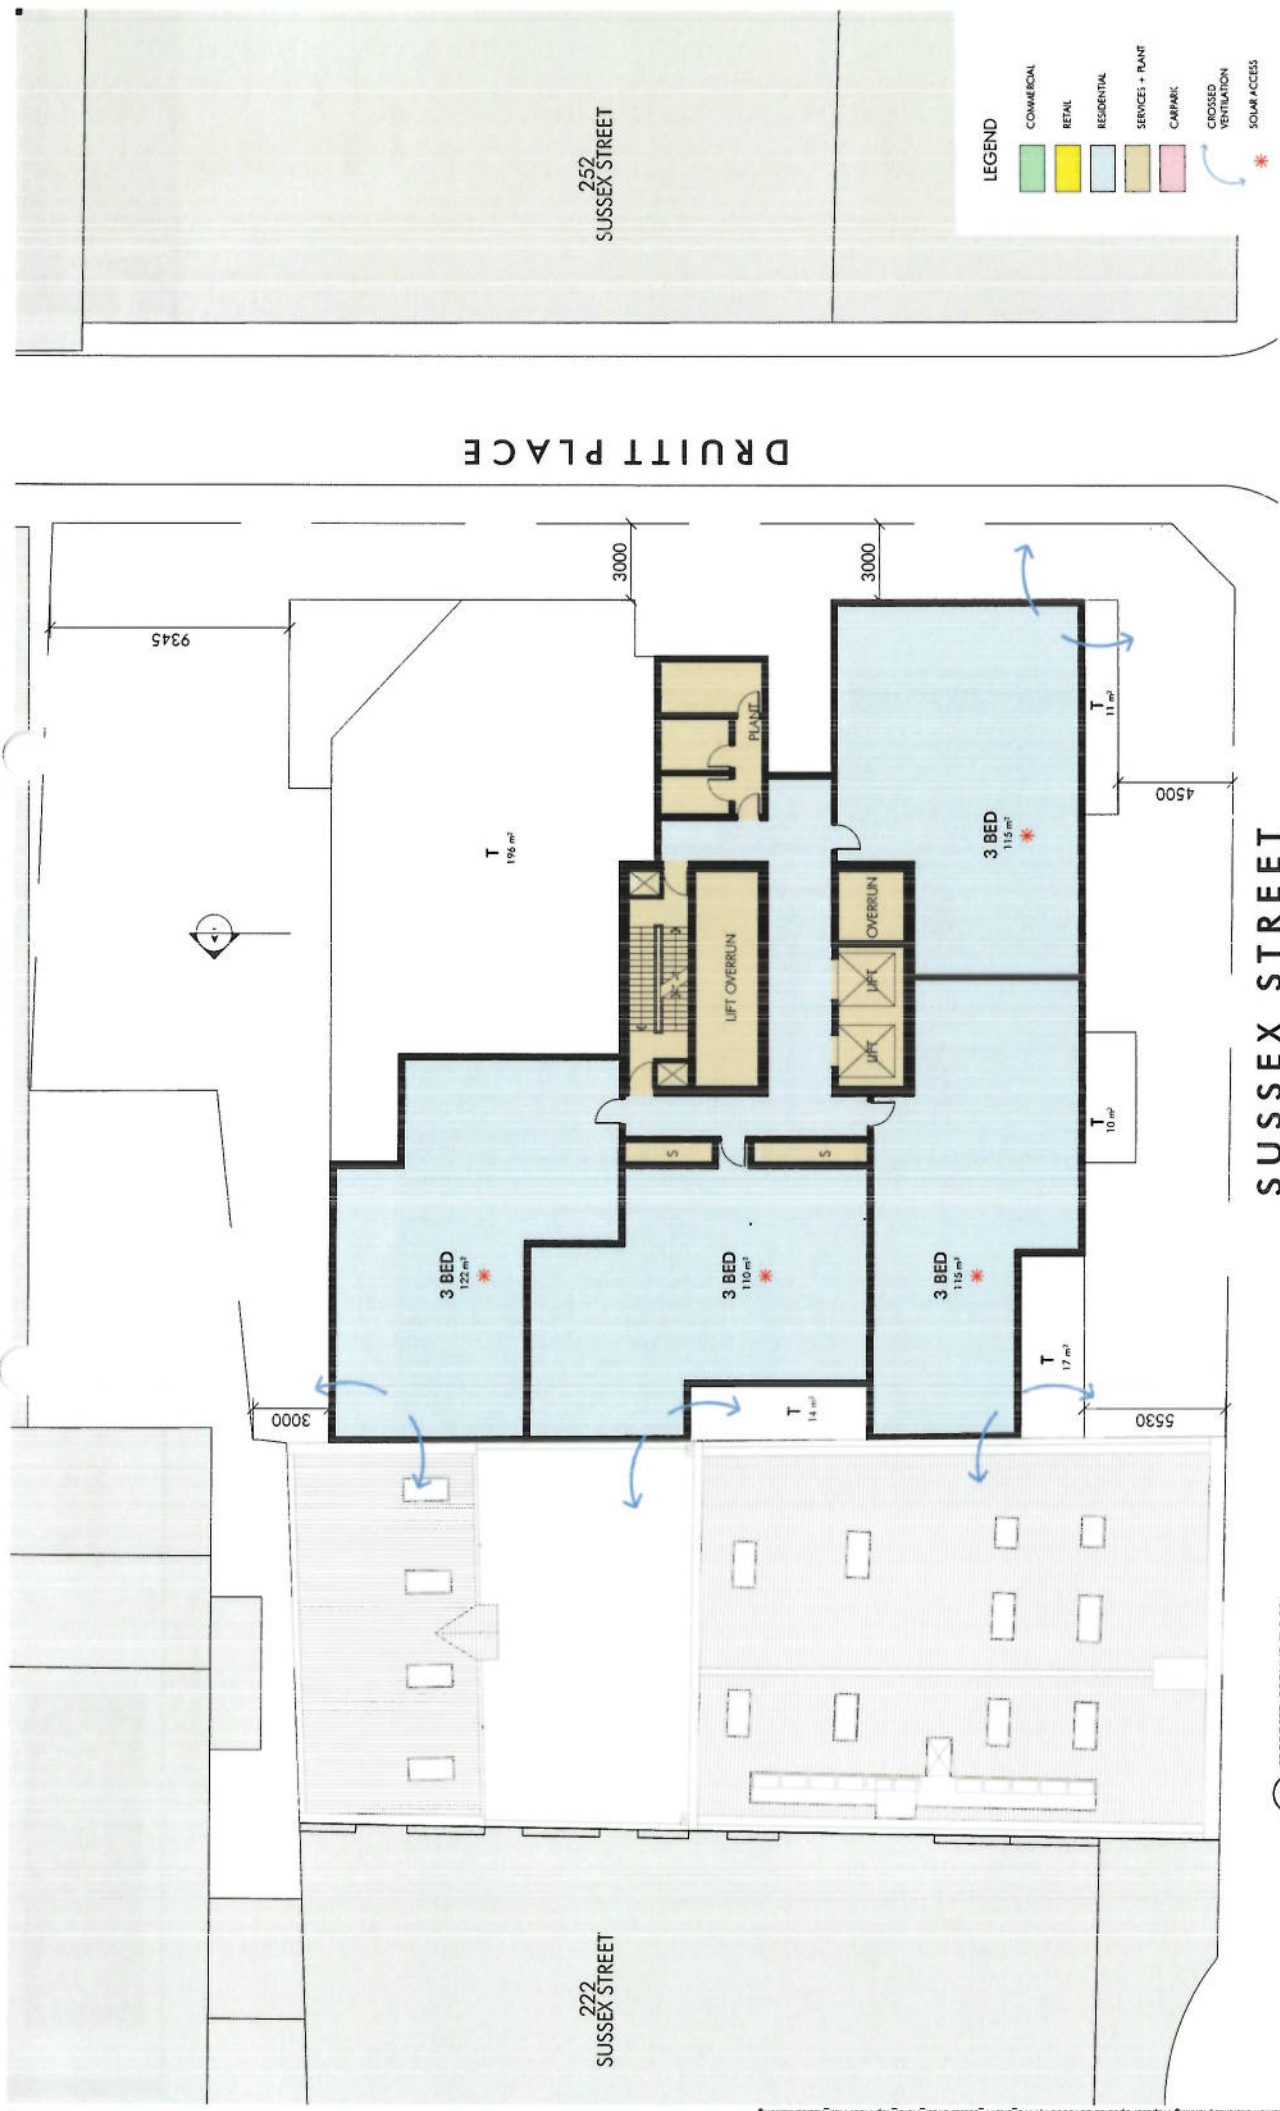 252
SUSSEX STREET
LEGEND
COMMERCIAL
RETAIL
RESIDENTIAL
SERVICES + PLANT
CARPARK
CROSSED
VENTILATION
SOLAR ACCESS
DRUITT PLACE
9345
3000
3000
T
196 m²
PLANT
LIFT OVERRUN
OVERRUN
LIFT
LIFT
S
S
3 BED
115 m²
T
11 m²
4500
T
10 m²
3 BED
122 m²
3 BED
110 m²
3 BED
115 m²
T
14 m²
T
17 m²
3000
5530
SUSSEX STREET
222
SUSSEX STREET